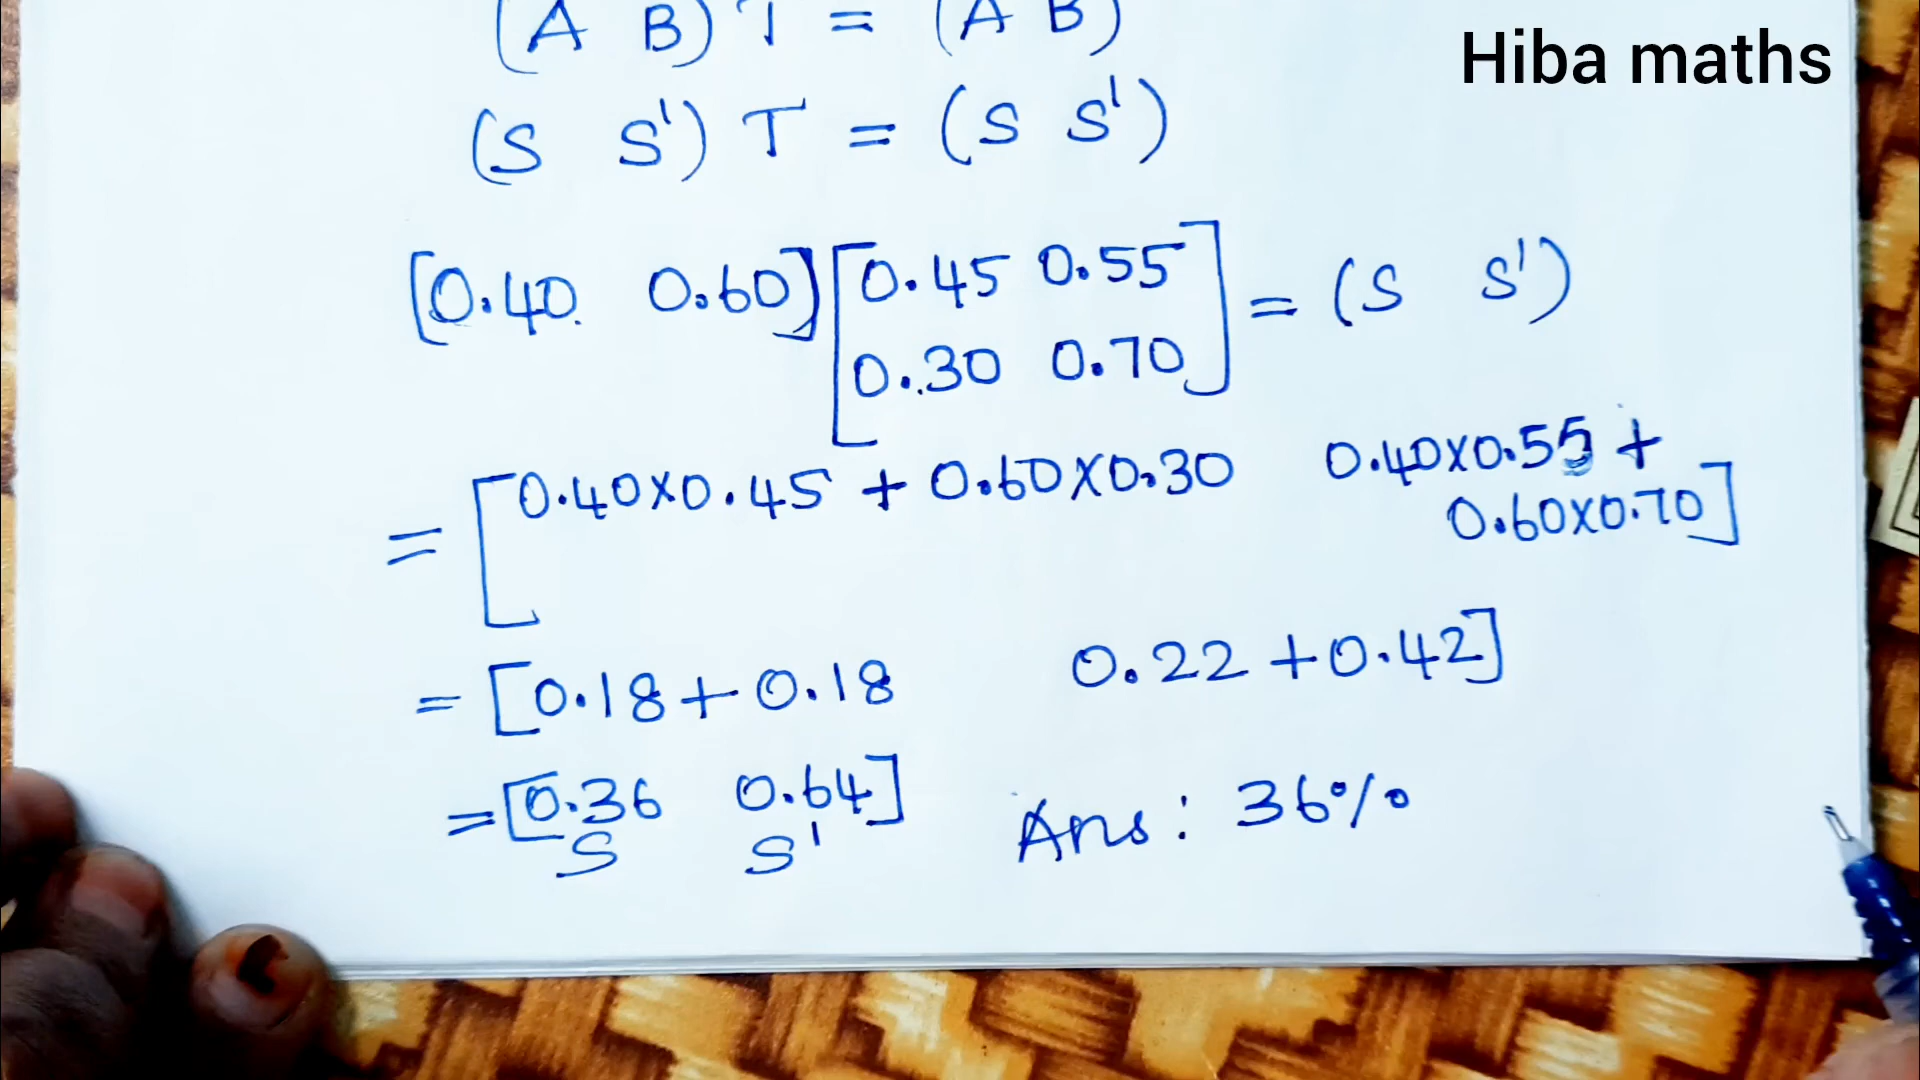 (A B) T = (A B)
Hiba maths
(S S') T = (S S')
[0.40 0.60] [0.45 0.55
0.30 0.70] = (S S')
= [0.40×0.45 + 0.60×0.30 0.40×0.55 +
0.60×0.70]
= [0.18+0.18 0.22+0.42]
= [0.36 0.64] Ans: 36%
S S'